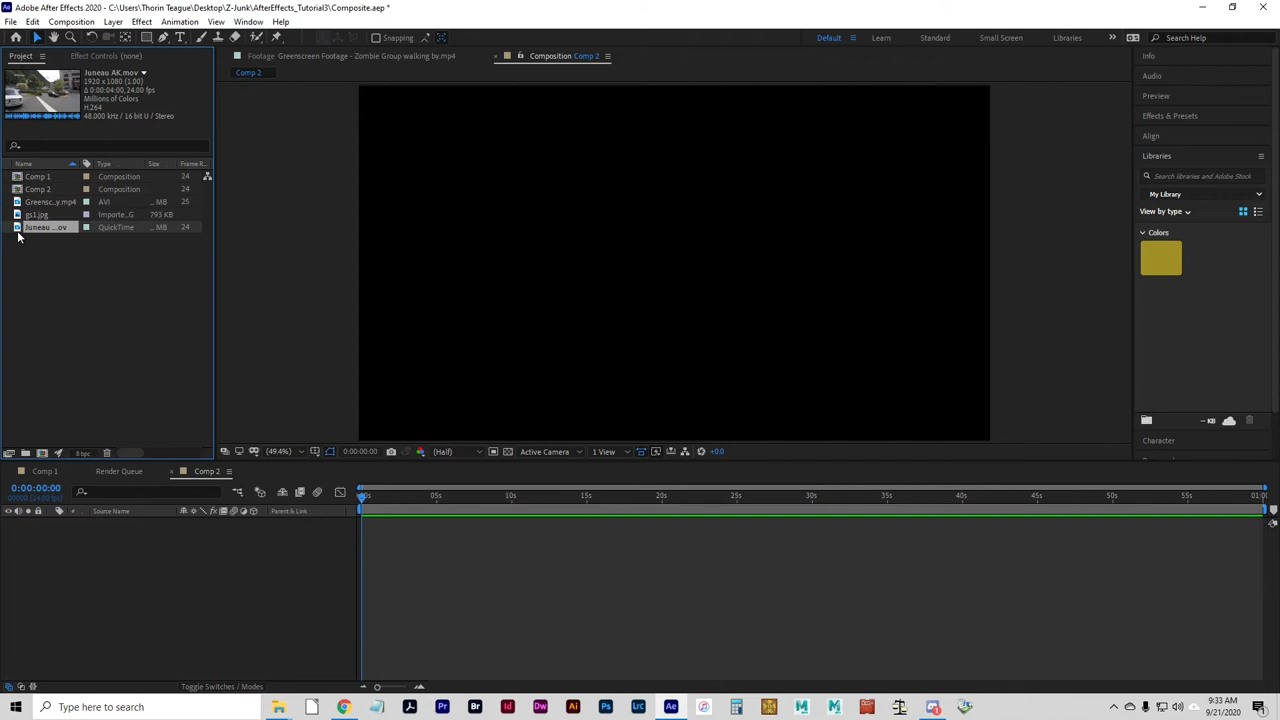 Adobe After Effects 2020 - C:\Users\Thorin Teague\Desktop\Z-Junk\AfterEffects_Tutorial3\Composite.aep *
File Edit Composition Layer Effect Animation View Window Help
Snapping
Default Learn Standard Small Screen Libraries
Search Help
Project Effect Controls (none)
Footage Greenscreen Footage - Zombie Group walking by.mp4
Composition Comp 2
Comp 2
Juneau AK.mov
1920 x 1080 (1.00)
Δ 0:00:04:00, 24.00 fps
Millions of Colors
H.264
48.000 kHz / 16 bit U / Stereo
Name Type Size Frame R...
Comp 1 Composition 24
Comp 2 Composition 24
Greensc...y.mp4 AVI ... MB 25
gs1.jpg Importe...G 793 KB
Juneau ...ov QuickTime ... MB 24
Info
Audio
Preview
Effects & Presets
Align
Libraries
Search libraries and Adobe Stock
My Library
View by type
Colors
- KB
Character
8 bpc
(49.4%) 0:00:00:00 (Half) Active Camera 1 View +0.0
Comp 1 Render Queue Comp 2
0:00:00:00
00000 (24.00 fps)
# Source Name Parent & Link
00s 05s 10s 15s 20s 25s 30s 35s 40s 45s 50s 55s 01:00
Toggle Switches / Modes
Type here to search
9:33 AM
9/21/2020